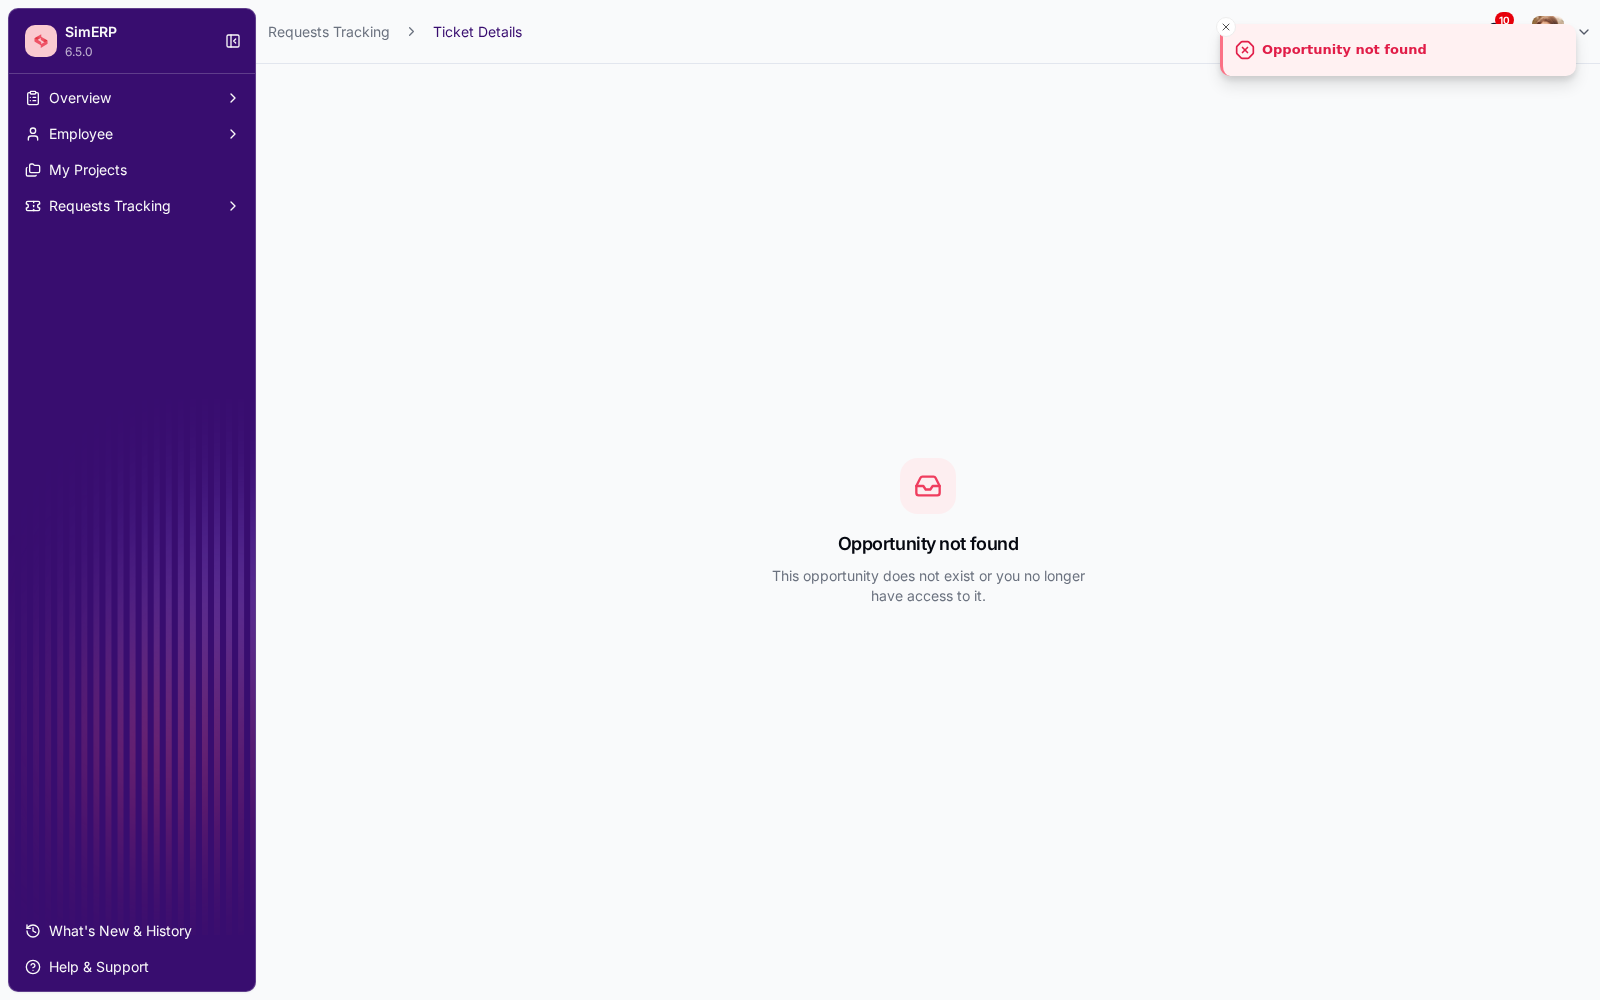 SimERP
6.5.0
Overview
Employee
My Projects
Requests Tracking
What's New & History
Help & Support
Requests Tracking
Ticket Details
10
Opportunity not found
Opportunity not found
This opportunity does not exist or you no longer
have access to it.